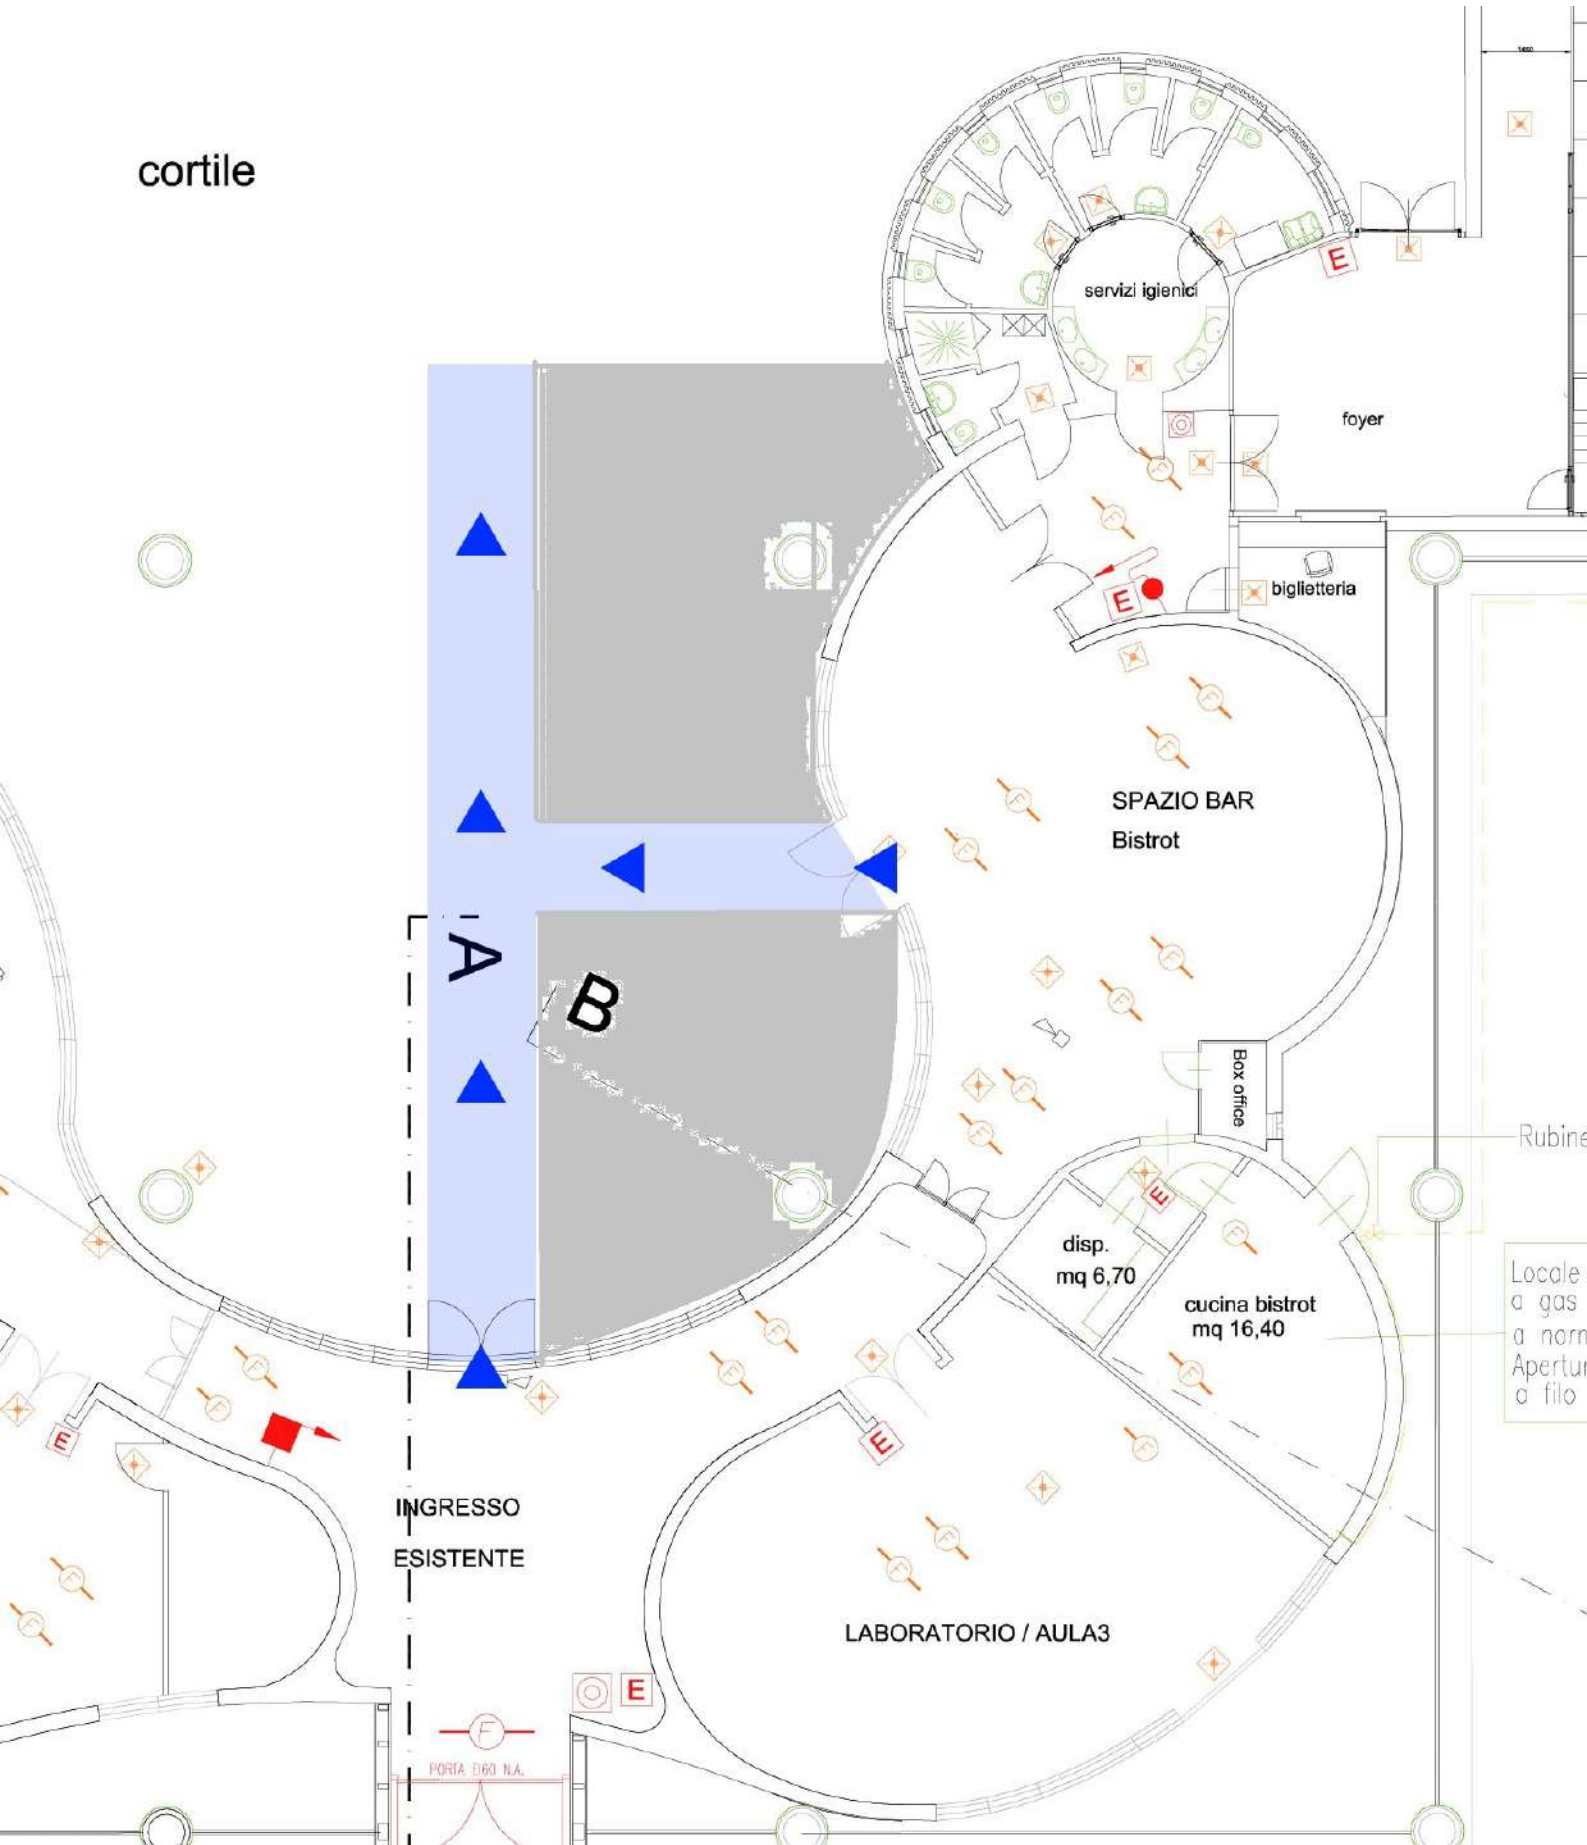 1460
cortile
E
servizi igienici
foyer
F
F
biglietteria
E
F
F
SPAZIO BAR
Bistrot
F
F
A
B
F
F
Box office
F
F
Rubine
E
disp.
mq 6,70
F
cucina bistrot
mq 16,40
Locale
a gas
a norm
Apertur
a filo
F
F
F
F
F
F
E
E
F
INGRESSO
ESISTENTE
F
F
F
F
LABORATORIO / AULA3
E
F
PORTA EI60 N.A.